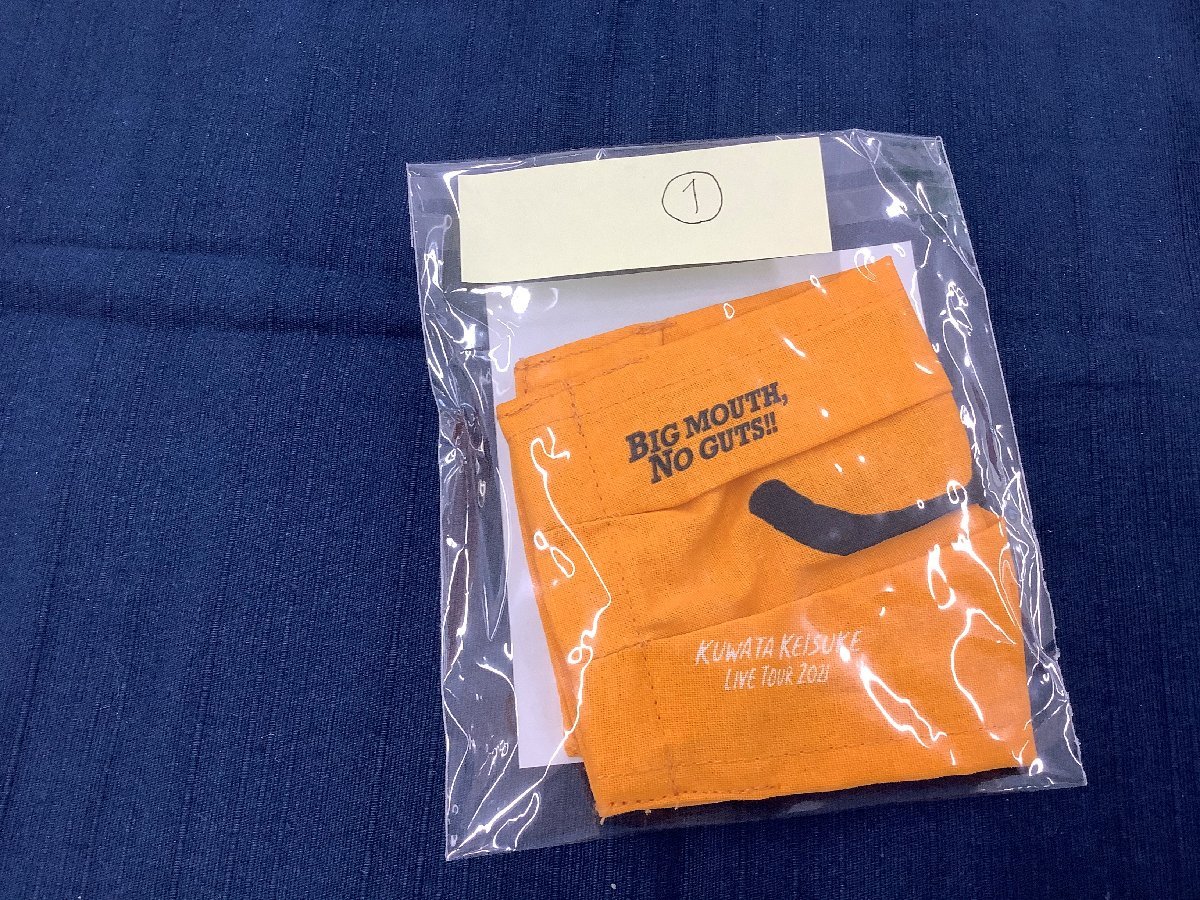 ①
BIG MOUTH,
NO GUTS!!
KUWATA KEISUKE
LIVE TOUR 2021